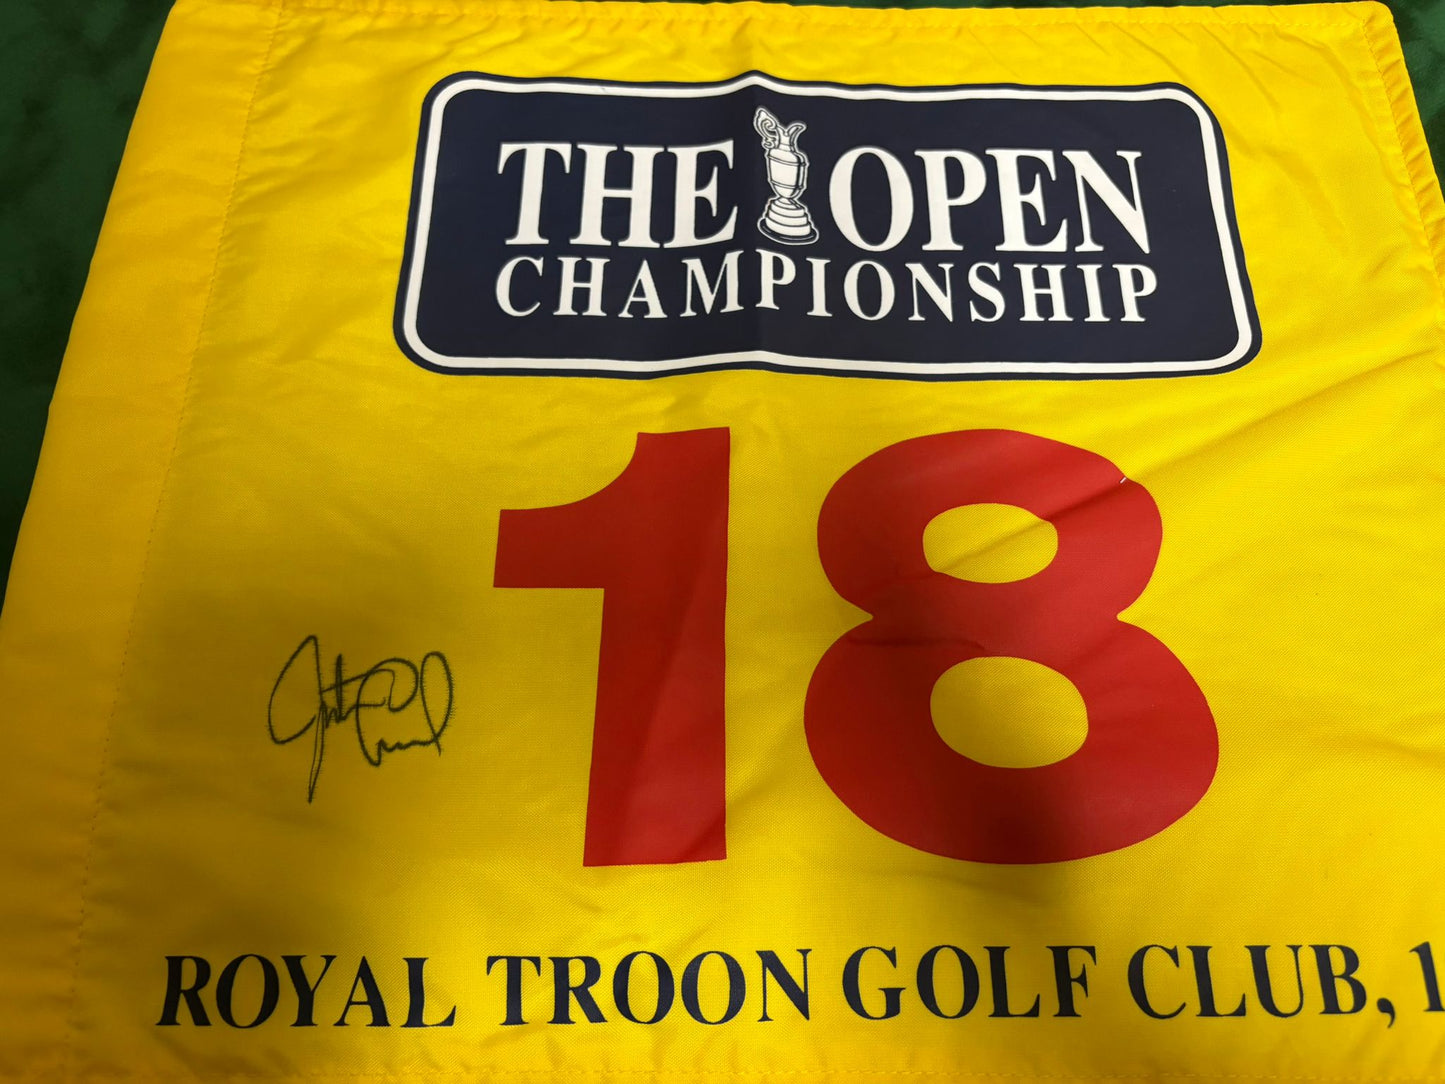 THE OPEN
CHAMPIONSHIP
18
ROYAL TROON GOLF CLUB, 1